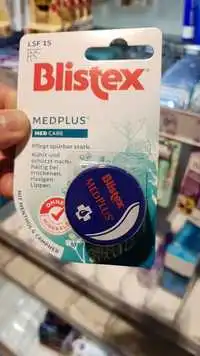 LSF 15
Blistex
MEDPLUS®
MED CARE
Pflegt spürbar stark.
Kühlt und
schützt nach-
haltig bei
trockenen,
rissigen
Lippen.
MIT MENTHOL & CAMPHER
OHNE
Blistex
MEDPLUS